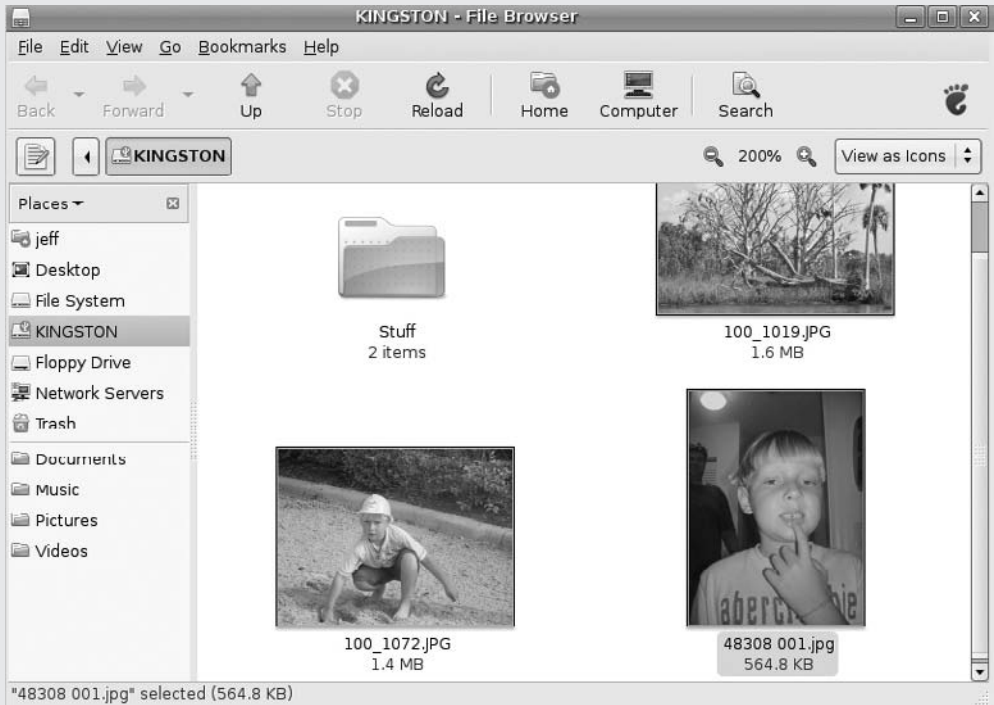 KINGSTON - File Browser
File Edit View Go Bookmarks Help
Back Forward Up Stop Reload Home Computer Search
KINGSTON 200% View as Icons
Places
jeff
Desktop
File System
KINGSTON
Floppy Drive
Network Servers
Trash
Documents
Music
Pictures
Videos
Stuff
2 items
100_1019.JPG
1.6 MB
100_1072.JPG
1.4 MB
48308 001.jpg
564.8 KB
"48308 001.jpg" selected (564.8 KB)